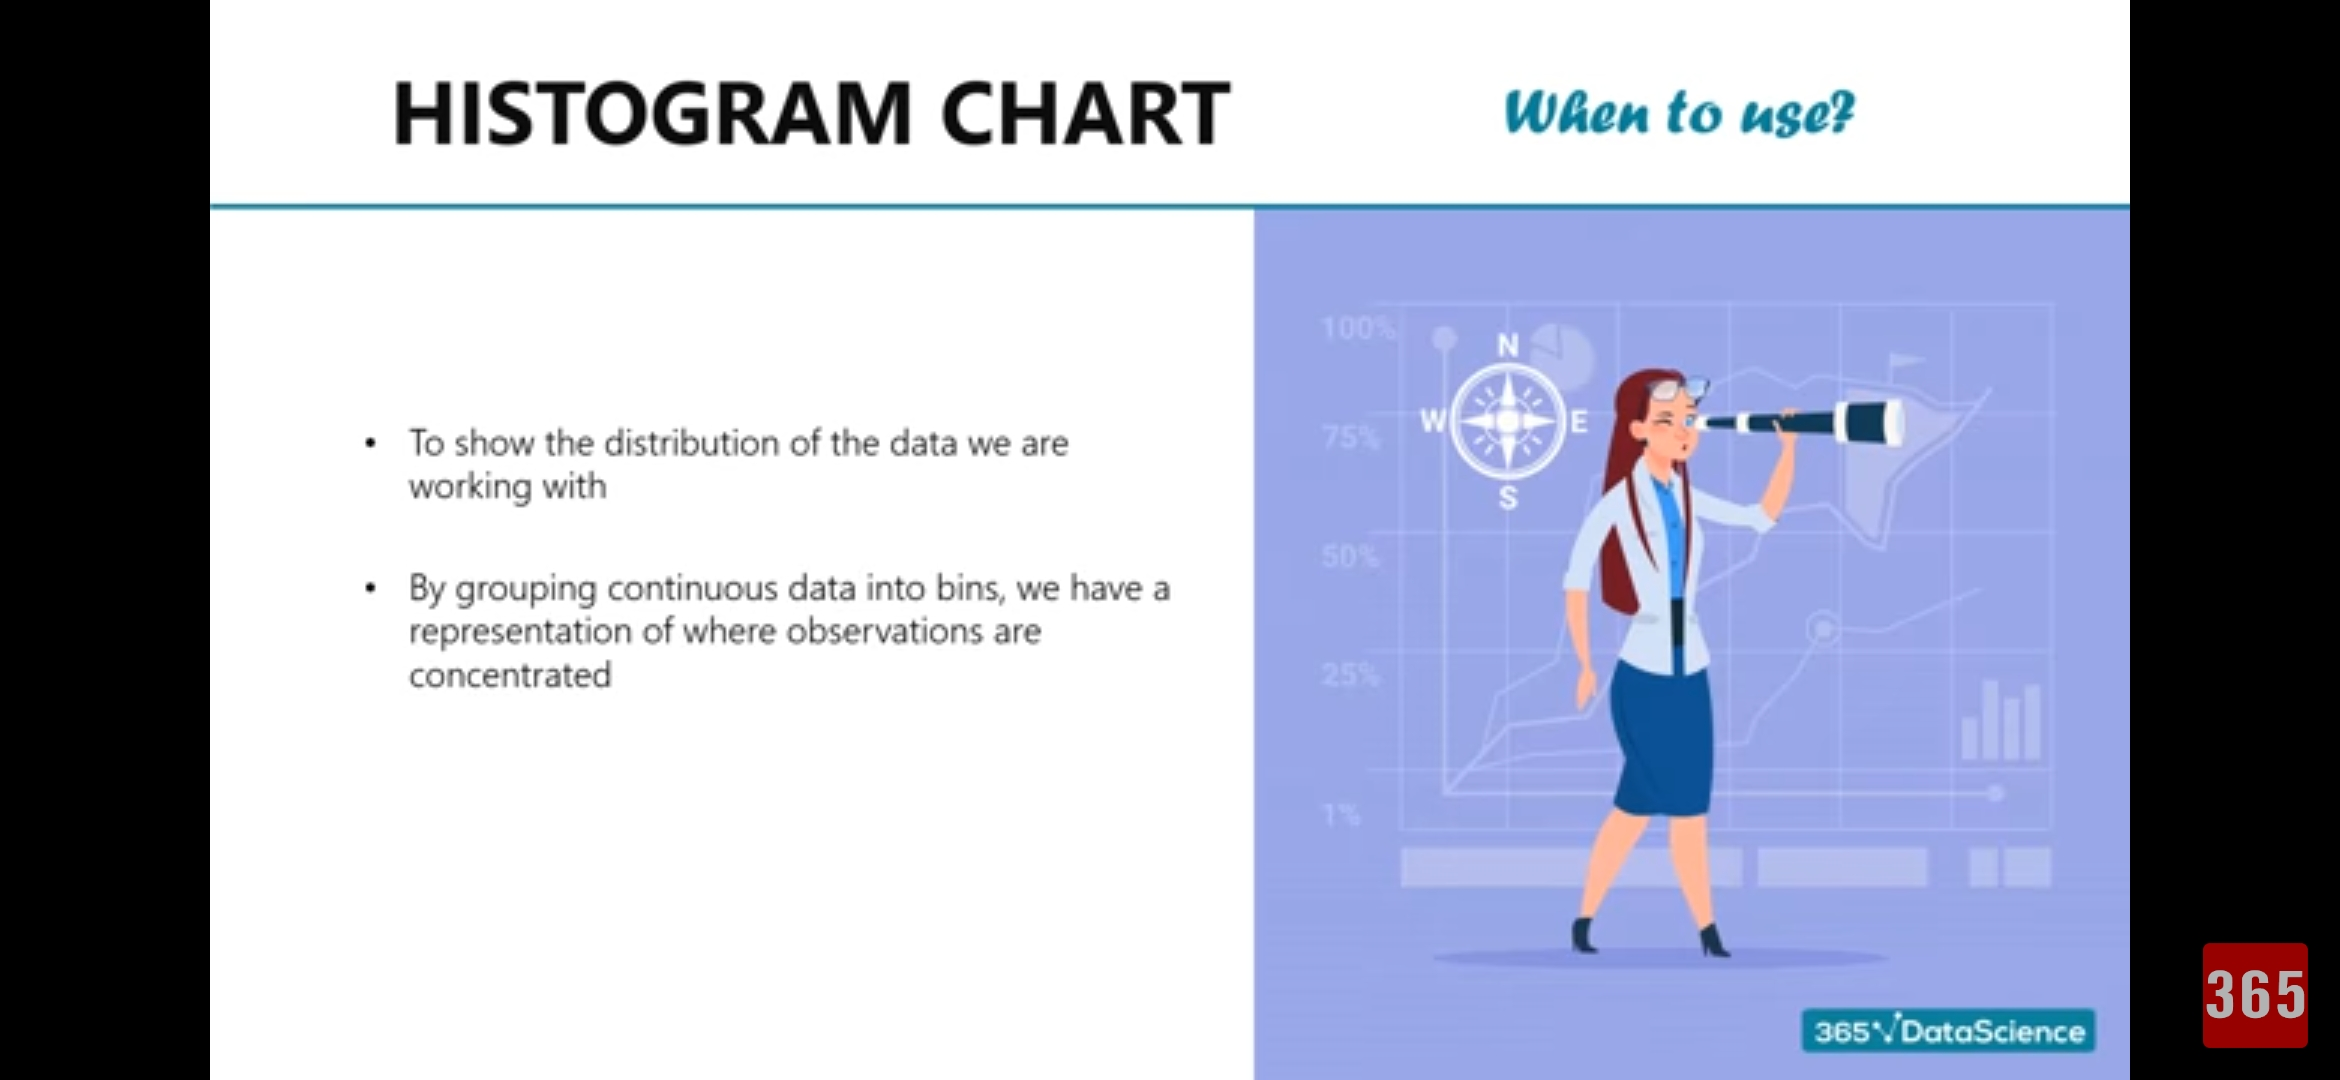 HISTOGRAM CHART
When to use?
• To show the distribution of the data we are
working with
• By grouping continuous data into bins, we have a
representation of where observations are
concentrated
100%
75%
50%
25%
1%
N
W E
S
365 DataScience
365